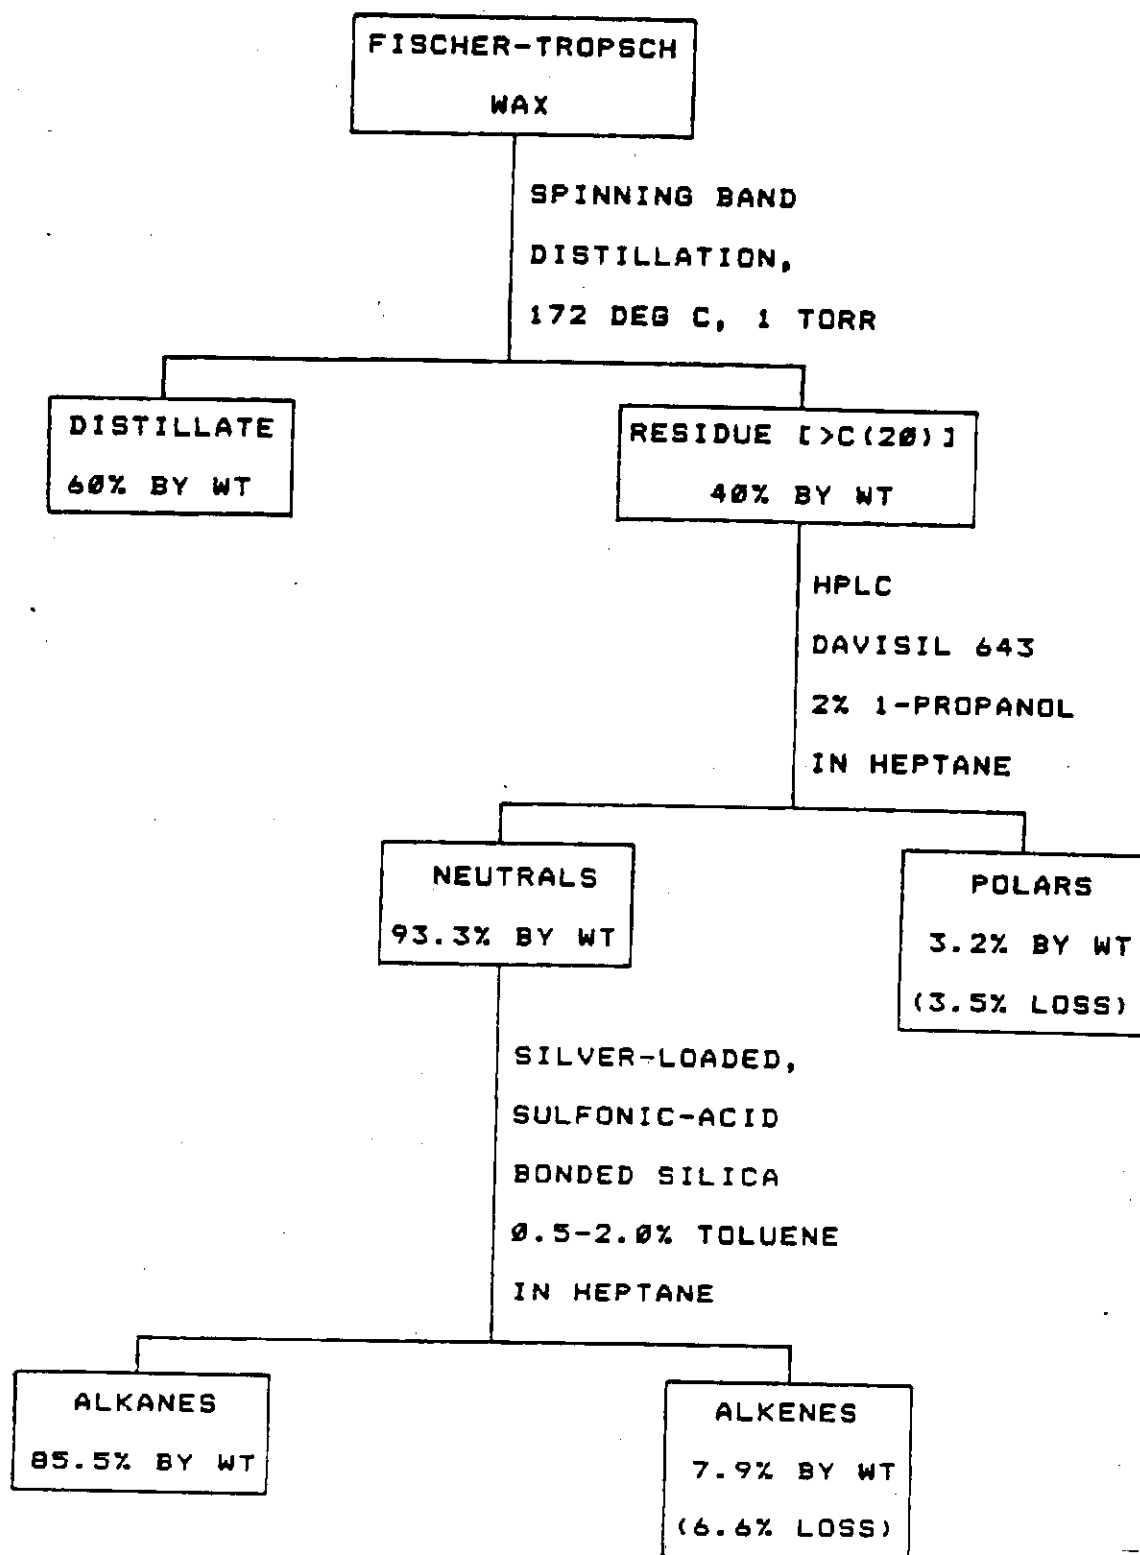 FISCHER-TROPSCH
WAX
SPINNING BAND
DISTILLATION,
172 DEG C, 1 TORR
DISTILLATE
60% BY WT
RESIDUE [>C(20)]
40% BY WT
HPLC
DAVISIL 643
2% 1-PROPANOL
IN HEPTANE
NEUTRALS
93.3% BY WT
POLARS
3.2% BY WT
(3.5% LOSS)
SILVER-LOADED,
SULFONIC-ACID
BONDED SILICA
0.5-2.0% TOLUENE
IN HEPTANE
ALKANES
85.5% BY WT
ALKENES
7.9% BY WT
(6.6% LOSS)